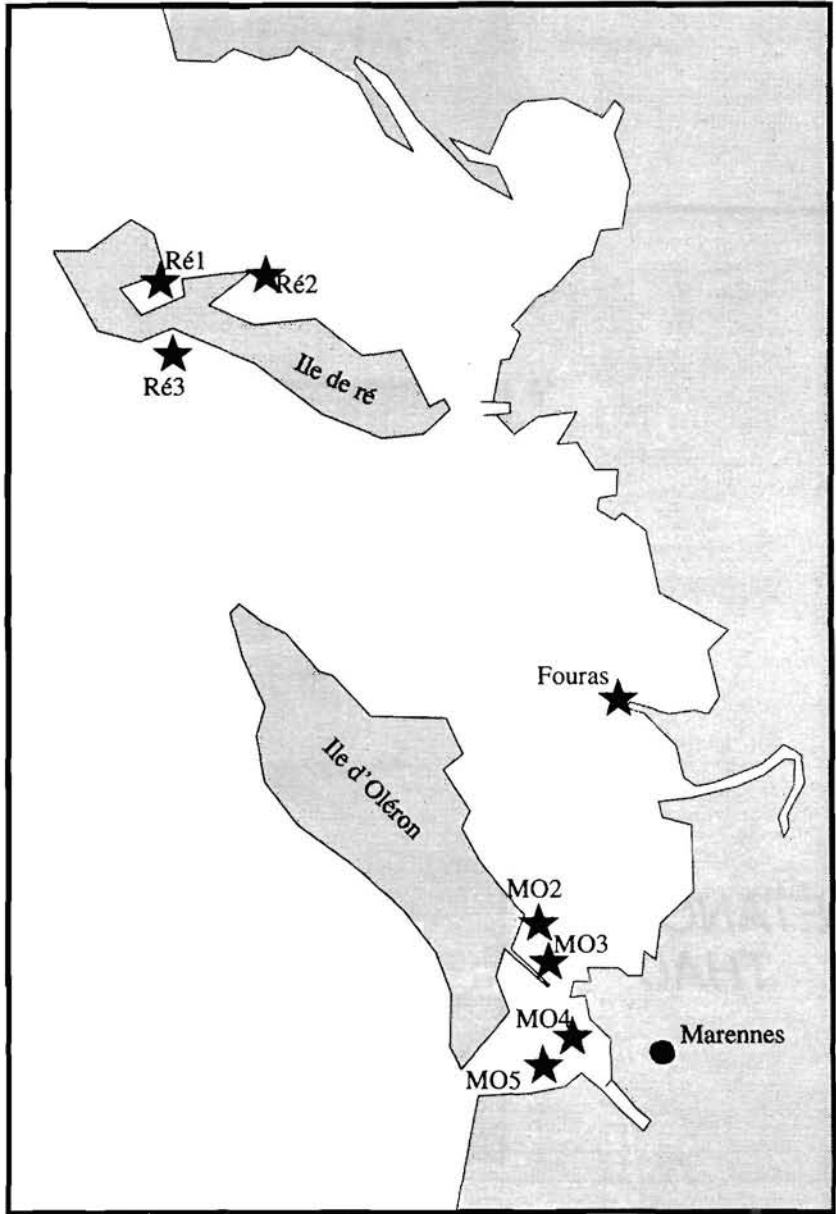 Ré1
Ré2
Ré3
Ile de ré
Fouras
Ile d'Oléron
MO2
MO3
MO4
Marennes
MO5